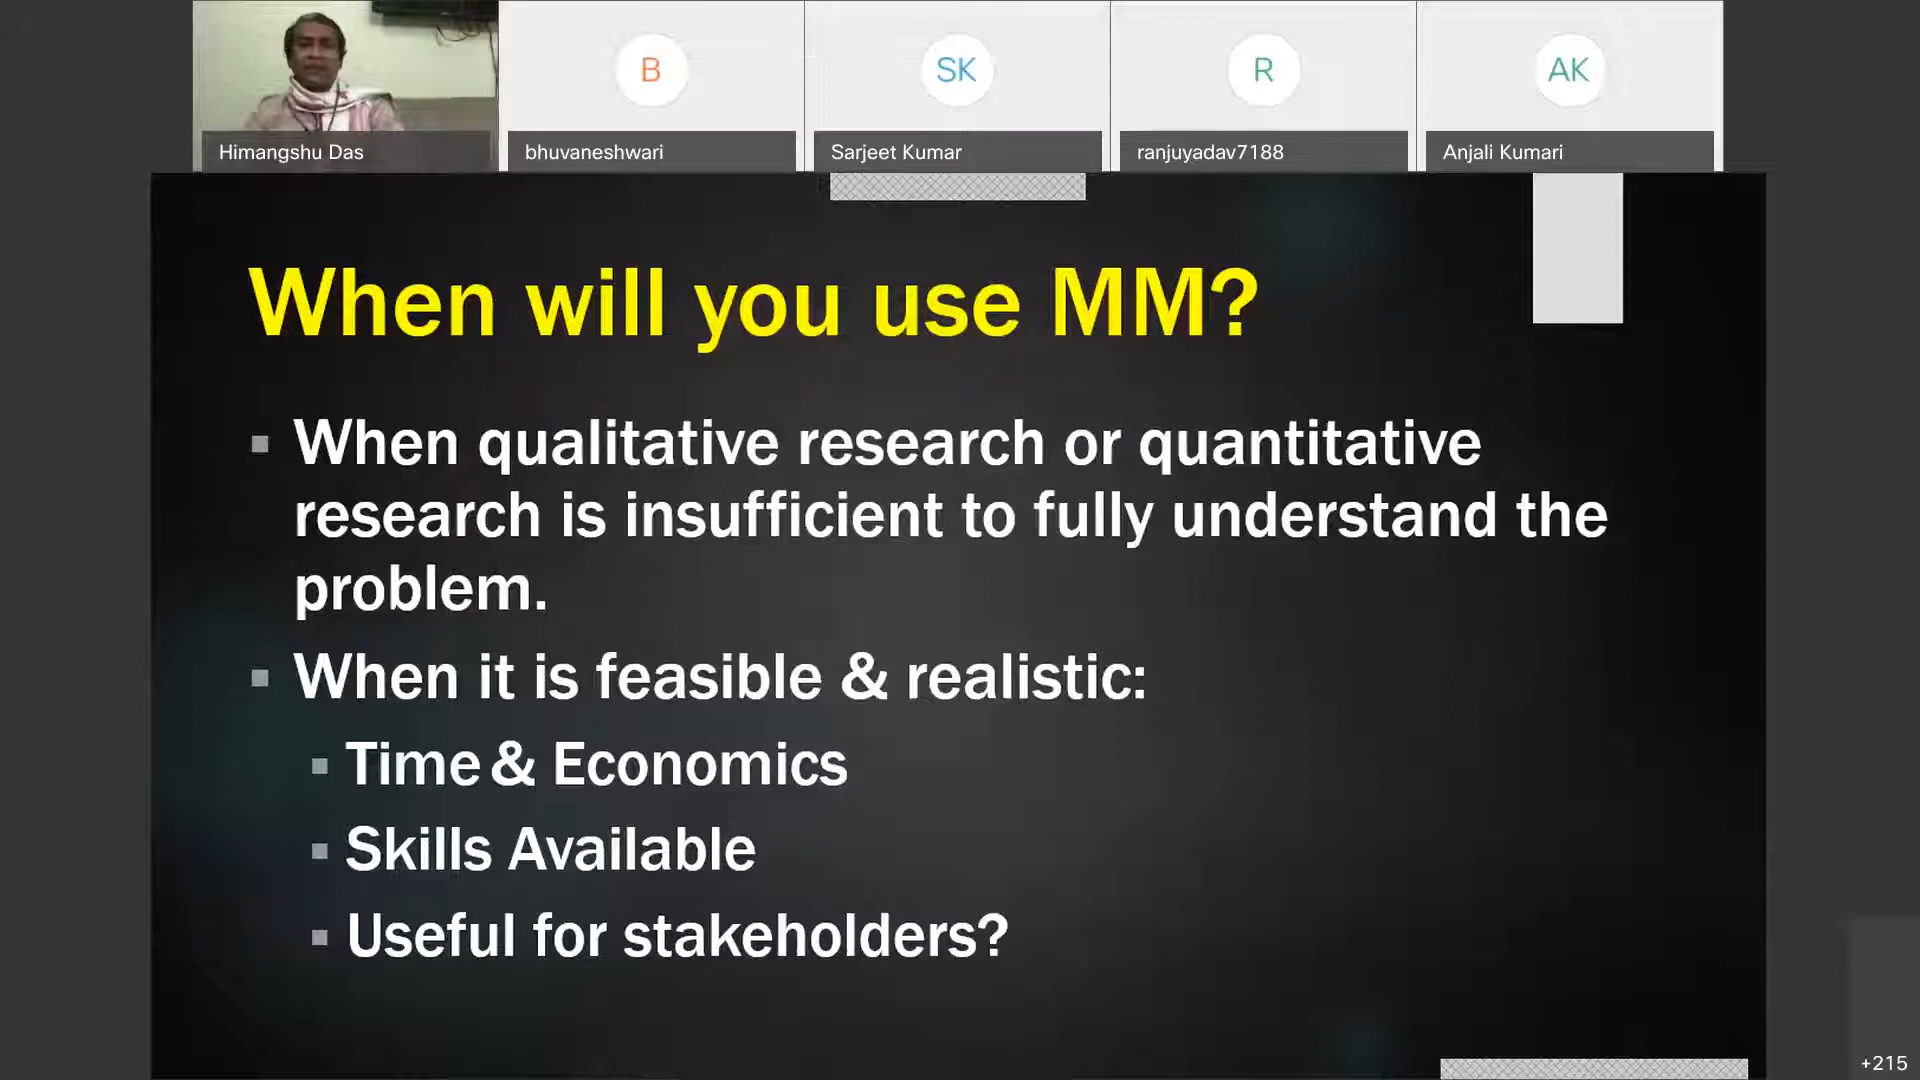 B
SK
R
AK
Himangshu Das
bhuvaneshwari
Sarjeet Kumar
ranjuyadav7188
Anjali Kumari
When will you use MM?
When qualitative research or quantitative
research is insufficient to fully understand the
problem.
When it is feasible & realistic:
Time & Economics
Skills Available
Useful for stakeholders?
+215